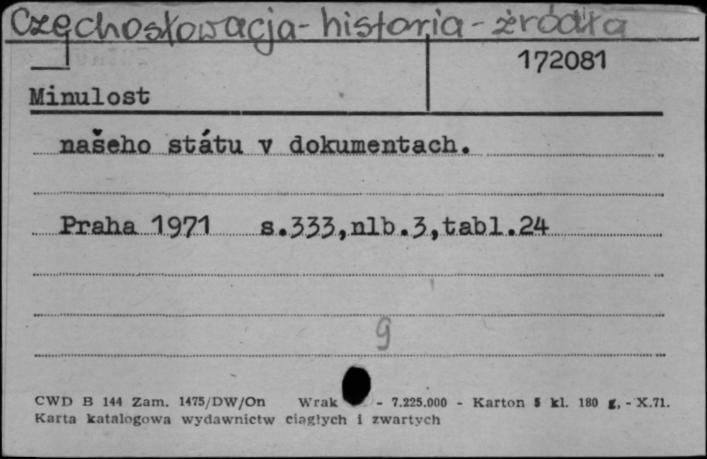 Czechosłowacja - historia - źródła
172081
Minulost
našeho státu v dokumentach.
Praha 1971 s.333,nlb.3,tabl.24
g
CWD B 144 Zam. 1475/DW/On Wrak - 7.225.000 - Karton 5 kl. 180 g, - X.71.
Karta katalogowa wydawnictw ciągłych i zwartych